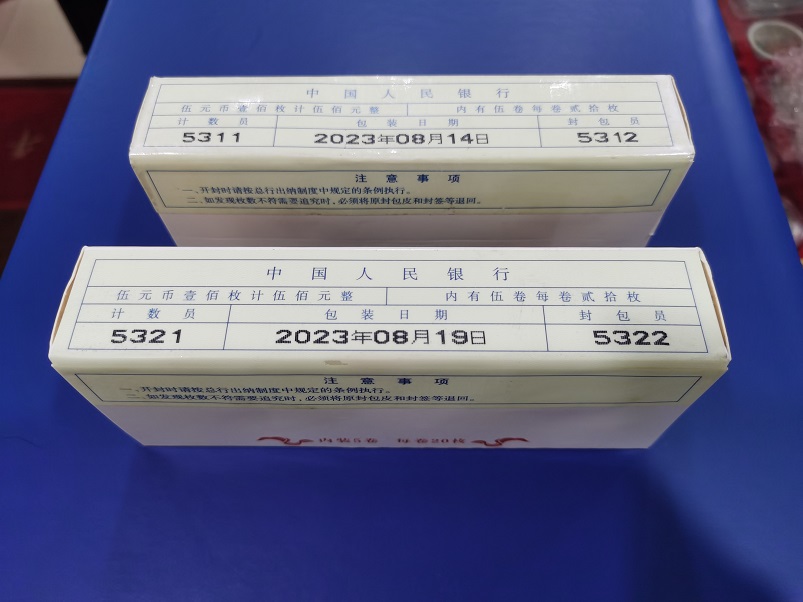 中国人民银行
伍元币壹佰枚计伍佰元整 内有伍卷每卷贰拾枚
计数员 包装日期 封包员
5311 2023年08月14日 5312
注意事项
一、开封时请按总行出纳制度中规定的条例执行。
二、如发现枚数不符需要追究时,必须将原封包皮和封签等退回。
中国人民银行
伍元币壹佰枚计伍佰元整 内有伍卷每卷贰拾枚
计数员 包装日期 封包员
5321 2023年08月19日 5322
注意事项
一、开封时请按总行出纳制度中规定的条例执行。
二、如发现枚数不符需要追究时,必须将原封包皮和封签等退回。
内装5卷 每卷20枚